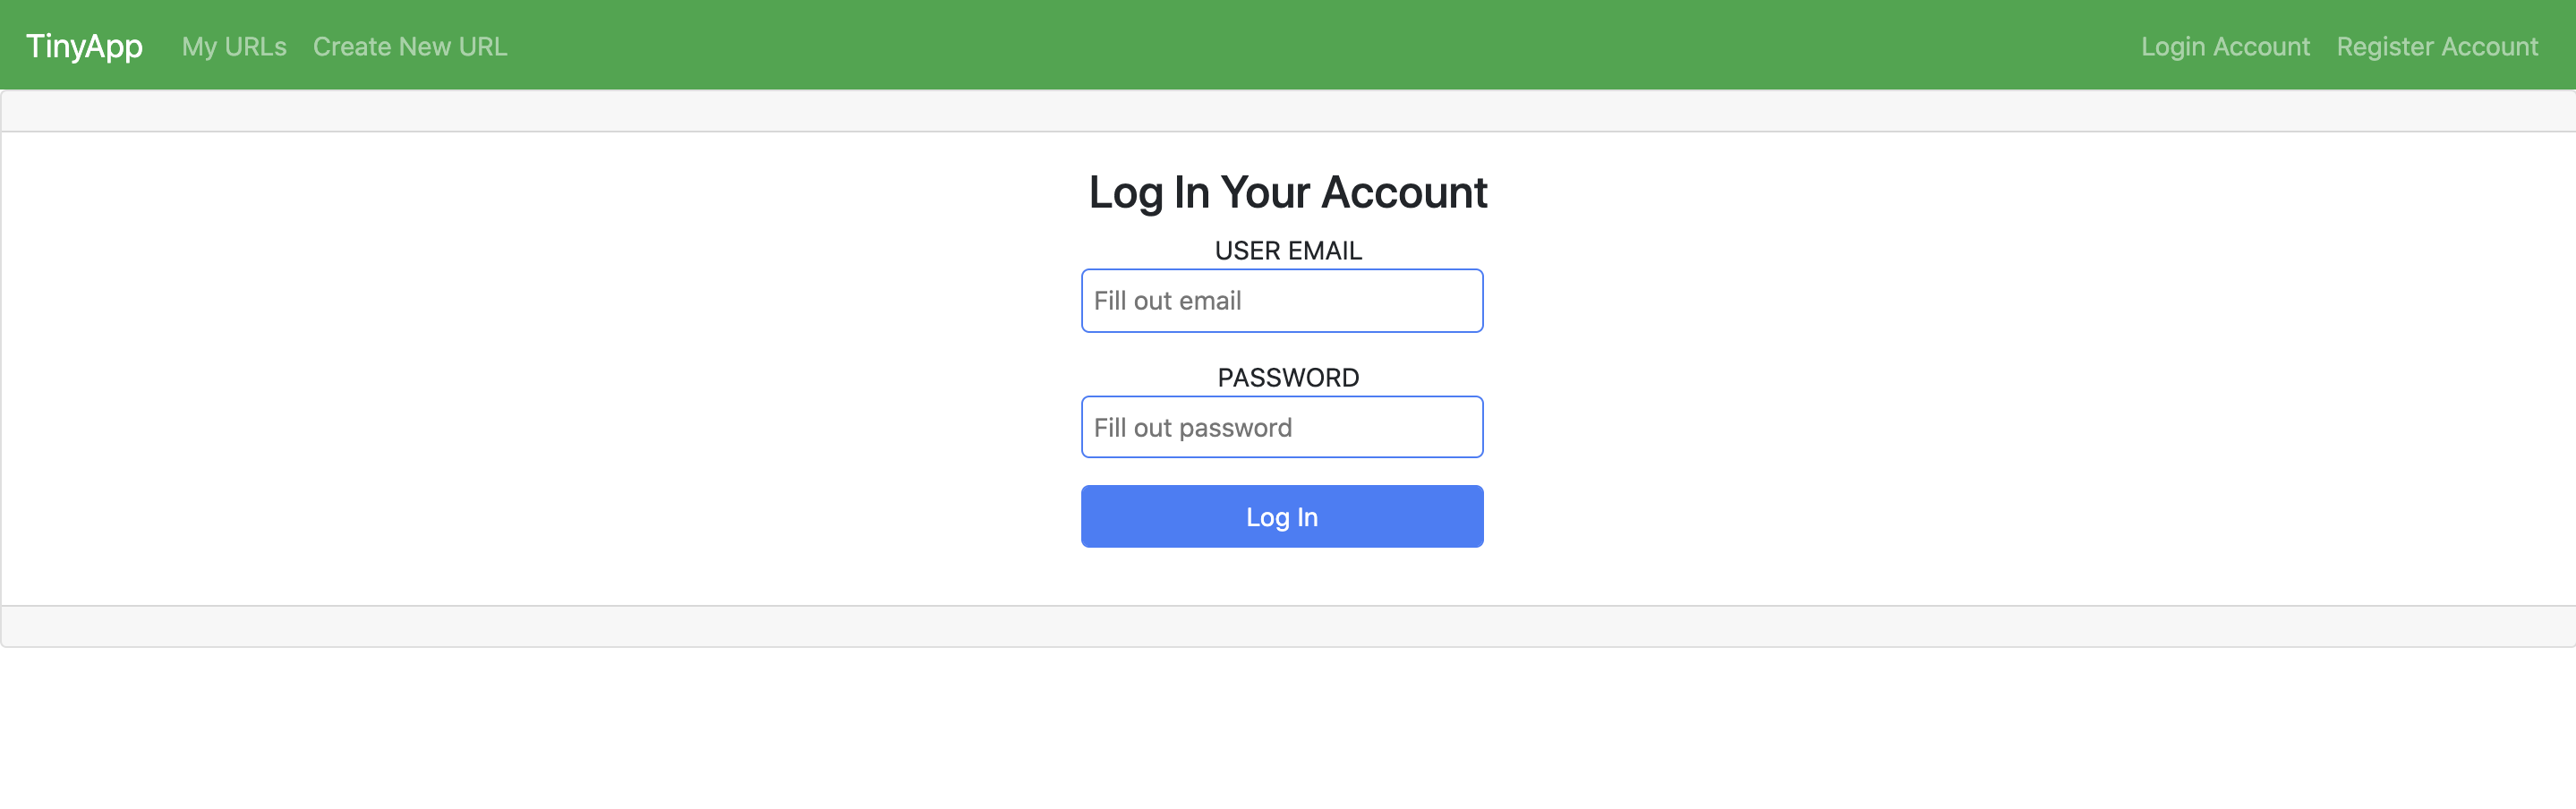 TinyApp My URLs Create New URL Login Account Register Account
Log In Your Account
USER EMAIL
Fill out email
PASSWORD
Fill out password
Log In